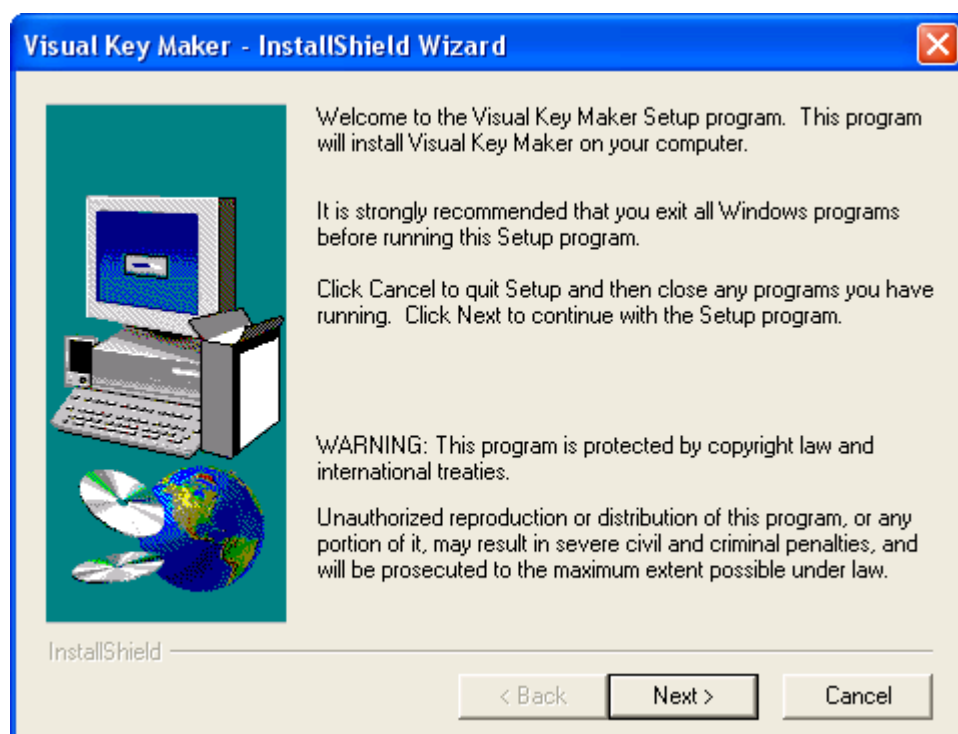 Visual Key Maker - InstallShield Wizard
Welcome to the Visual Key Maker Setup program.  This program
will install Visual Key Maker on your computer.
It is strongly recommended that you exit all Windows programs
before running this Setup program.
Click Cancel to quit Setup and then close any programs you have
running.  Click Next to continue with the Setup program.
WARNING: This program is protected by copyright law and
international treaties.
Unauthorized reproduction or distribution of this program, or any
portion of it, may result in severe civil and criminal penalties, and
will be prosecuted to the maximum extent possible under law.
InstallShield
< Back Next > Cancel